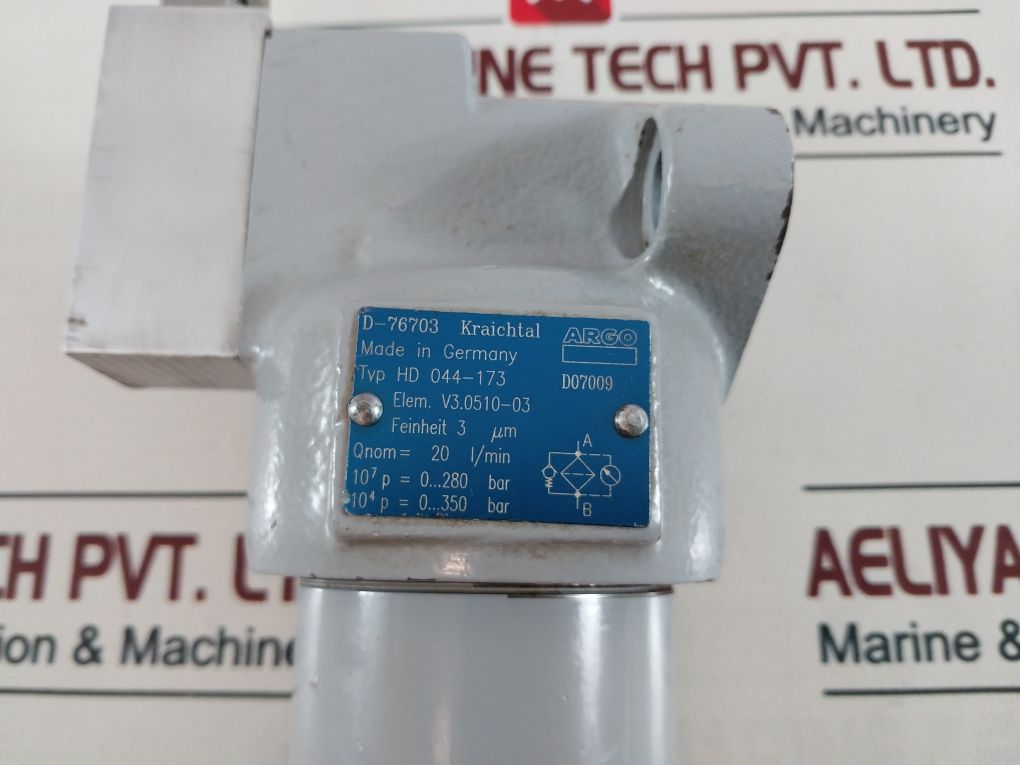 INE TECH PVT. LTD.
Machinery
D-76703 Kraichtal
ARGO
Made in Germany
Typ HD 044-173
D07009
Elem. V3.0510-03
Feinheit 3 μm
Qnom= 20 l/min
10⁷ p = 0...280 bar
10⁴ p = 0...350 bar
A
B
CH PVT. L
ion & Machine
AELIYA
Marine &